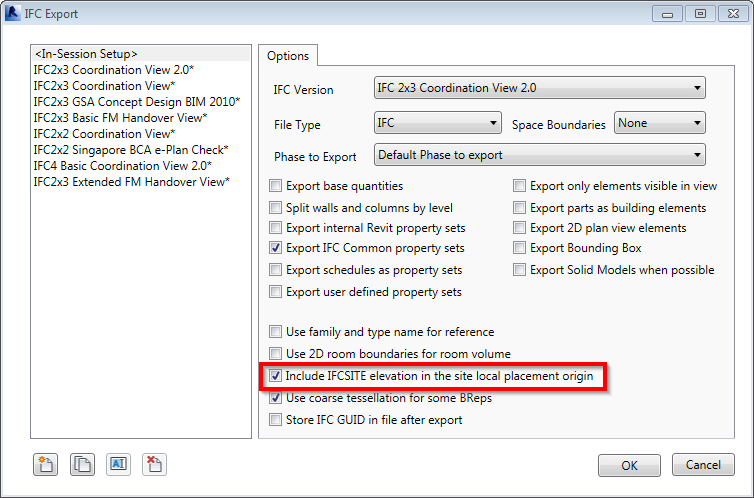 IFC Export
<In-Session Setup>
IFC2x3 Coordination View 2.0*
IFC2x3 Coordination View*
IFC2x3 GSA Concept Design BIM 2010*
IFC2x3 Basic FM Handover View*
IFC2x2 Coordination View*
IFC2x2 Singapore BCA e-Plan Check*
IFC4 Basic Coordination View 2.0*
IFC2x3 Extended FM Handover View*
Options
IFC Version IFC 2x3 Coordination View 2.0
File Type IFC Space Boundaries None
Phase to Export Default Phase to export
Export base quantities Export only elements visible in view
Split walls and columns by level Export parts as building elements
Export internal Revit property sets Export 2D plan view elements
Export IFC Common property sets Export Bounding Box
Export schedules as property sets Export Solid Models when possible
Export user defined property sets
Use family and type name for reference
Use 2D room boundaries for room volume
Include IFCSITE elevation in the site local placement origin
Use coarse tessellation for some BReps
Store IFC GUID in file after export
AI OK Cancel